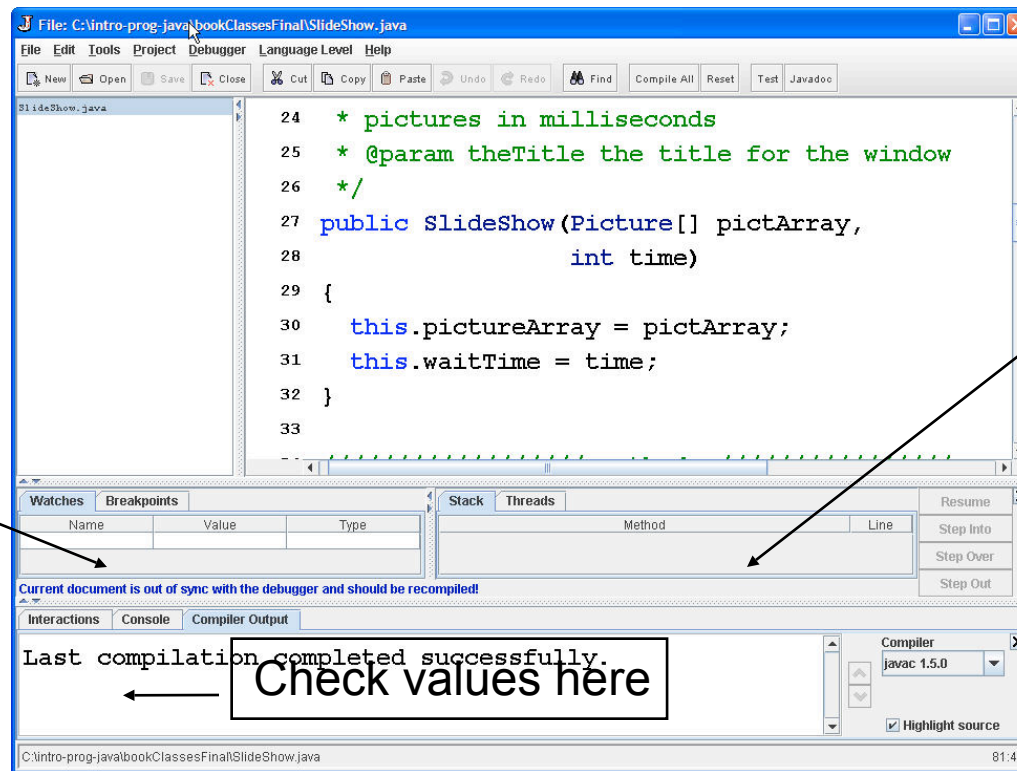 File: C:\intro-prog-java\bookClassesFinal\SlideShow.java
File Edit Tools Project Debugger Language Level Help
New Open Save Close Cut Copy Paste Undo Redo Find Compile All Reset Test Javadoc
SlideShow.java
24 * pictures in milliseconds
25 * @param theTitle the title for the window
26 */
27 public SlideShow(Picture[] pictArray,
28 int time)
29 {
30 this.pictureArray = pictArray;
31 this.waitTime = time;
32 }
33
Watches Breakpoints
Name Value Type
Stack Threads
Method Line
Resume
Step Into
Step Over
Step Out
Current document is out of sync with the debugger and should be recompiled!
Interactions Console Compiler Output
Last compilation completed successfully.
Check values here
Compiler
javac 1.5.0
Highlight source
C:\intro-prog-java\bookClassesFinal\SlideShow.java
81:4